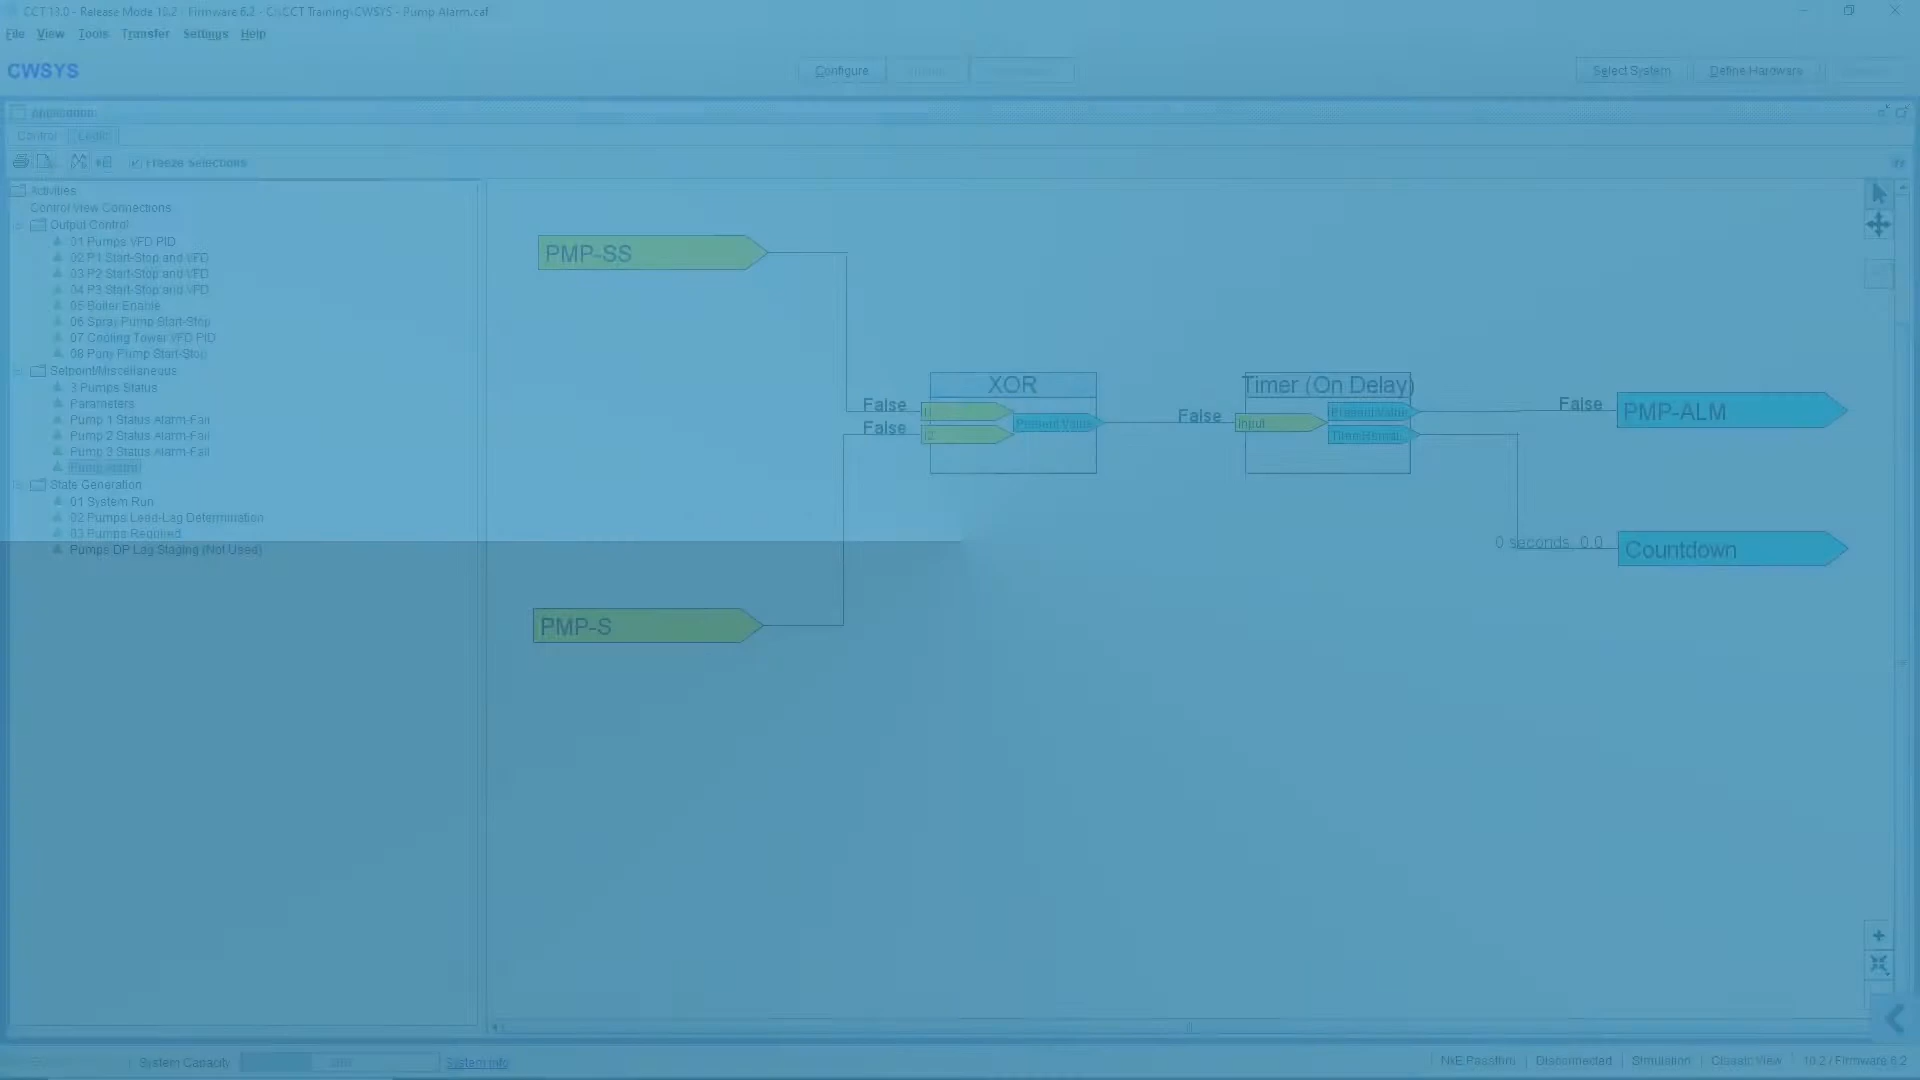 CCT 13.0 - Release Mode 10.2 - Firmware 6.2 - C:\CCT Training\CWSYS - Pump Alarm.caf
File View Tools Transfer Settings Help
CWSYS
Configure
Select System
Define Hardware
Application
Control Logic
Freeze Selections
Activities
Control View Connections
Output Control
01 Pumps VFD PID
02 P1 Start-Stop and VFD
03 P2 Start-Stop and VFD
04 P3 Start-Stop and VFD
05 Boiler Enable
06 Spray Pump Start-Stop
07 Cooling Tower VFD PID
08 Pony Pump Start-Stop
Setpoint/Miscellaneous
3 Pumps Status
Parameters
Pump 1 Status Alarm-Fail
Pump 2 Status Alarm-Fail
Pump 3 Status Alarm-Fail
Pump Alarm
State Generation
01 System Run
02 Pumps Lead-Lag Determination
03 Pumps Required
Pumps DP Lag Staging (Not Used)
PMP-SS
PMP-S
XOR
False
False
I1
I2
Present Value
False
Timer (On Delay)
Input
Present Value
False
PMP-ALM
0 seconds, 0.0
Countdown
System Capacity
System Info
NxE Passthru
Disconnected
Simulation
Classic View
10.2 / Firmware 6.2